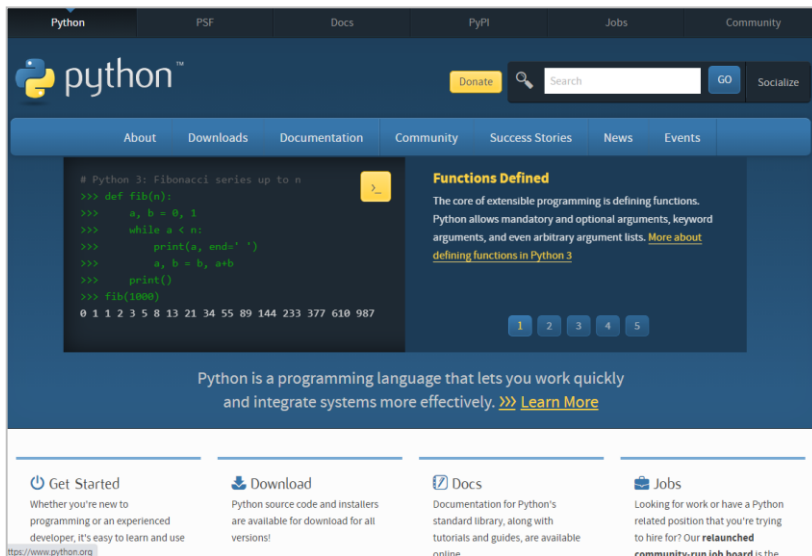 Python PSF Docs PyPI Jobs Community
python™ Donate Search GO Socialize
About Downloads Documentation Community Success Stories News Events
# Python 3: Fibonacci series up to n
>>> def fib(n):
>>>     a, b = 0, 1
>>>     while a < n:
>>>         print(a, end=' ')
>>>         a, b = b, a+b
>>>     print()
>>> fib(1000)
0 1 1 2 3 5 8 13 21 34 55 89 144 233 377 610 987
>_
Functions Defined
The core of extensible programming is defining functions.
Python allows mandatory and optional arguments, keyword
arguments, and even arbitrary argument lists. More about
defining functions in Python 3
1 2 3 4 5
Python is a programming language that lets you work quickly
and integrate systems more effectively. >>> Learn More
Get Started
Whether you're new to
programming or an experienced
developer, it's easy to learn and use
Download
Python source code and installers
are available for download for all
versions!
Docs
Documentation for Python's
standard library, along with
tutorials and guides, are available
online.
Jobs
Looking for work or have a Python
related position that you're trying
to hire for? Our relaunched
community-run job board is the
ttps://www.python.org